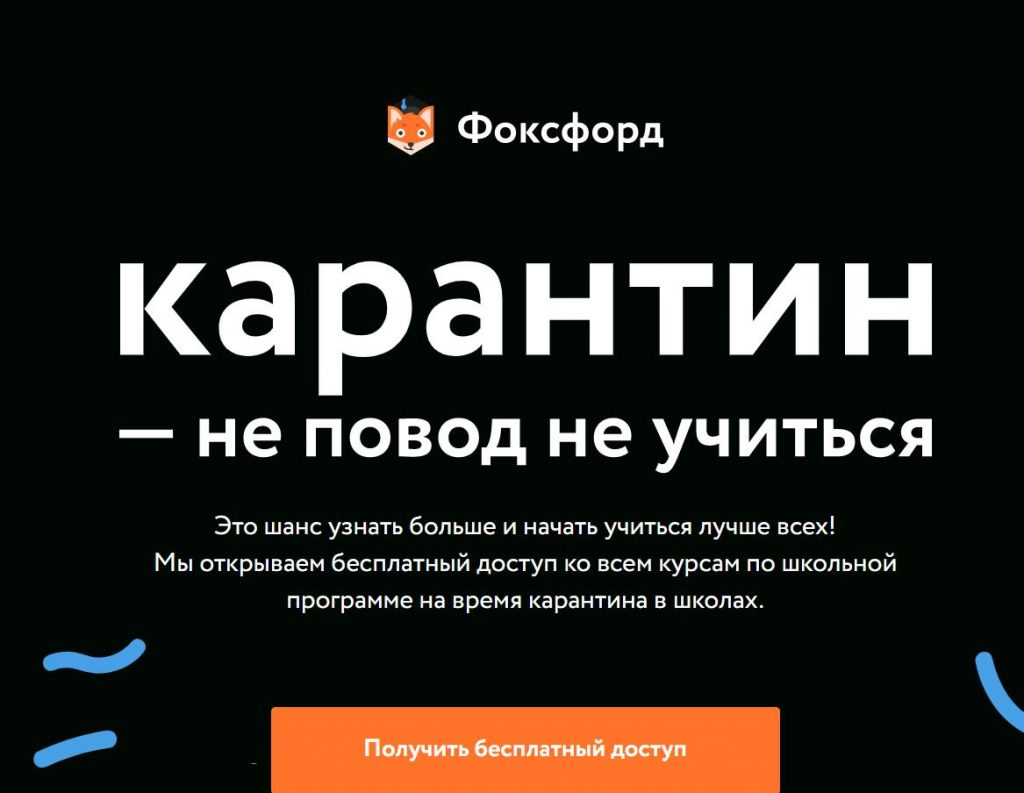 Фоксфорд
карантин
— не повод не учиться
Это шанс узнать больше и начать учиться лучше всех!
Мы открываем бесплатный доступ ко всем курсам по школьной
программе на время карантина в школах.
Получить бесплатный доступ